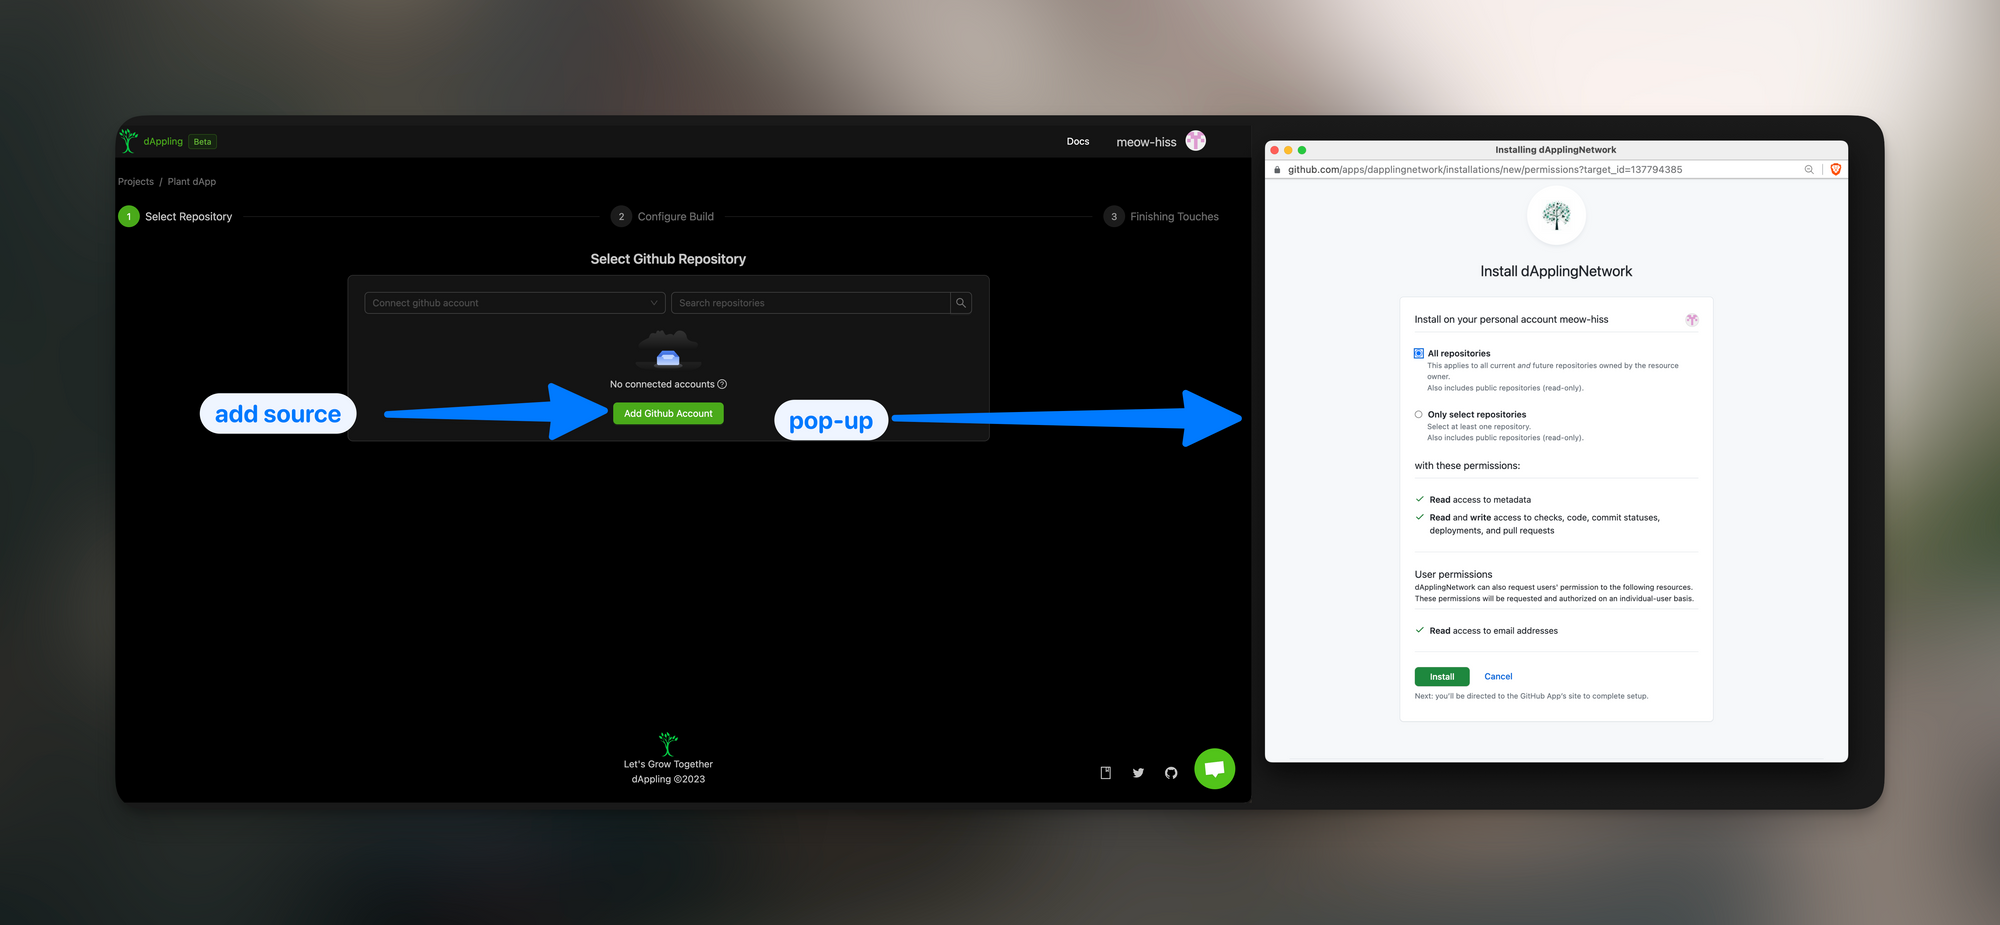 dAppling Beta
Docs
meow-hiss
Projects / Plant dApp
1 Select Repository
2 Configure Build
3 Finishing Touches
Select Github Repository
Connect github account
Search repositories
No connected accounts
add source
Add Github Account
pop-up
Let's Grow Together
dAppling ©2023
Installing dApplingNetwork
github.com/apps/dapplingnetwork/installations/new/permissions?target_id=137794385
Install dApplingNetwork
Install on your personal account meow-hiss
All repositories
This applies to all current and future repositories owned by the resource
owner.
Also includes public repositories (read-only).
Only select repositories
Select at least one repository.
Also includes public repositories (read-only).
with these permissions:
Read access to metadata
Read and write access to checks, code, commit statuses,
deployments, and pull requests
User permissions
dApplingNetwork can also request users' permission to the following resources.
These permissions will be requested and authorized on an individual-user basis.
Read access to email addresses
Install
Cancel
Next: you'll be directed to the GitHub App's site to complete setup.